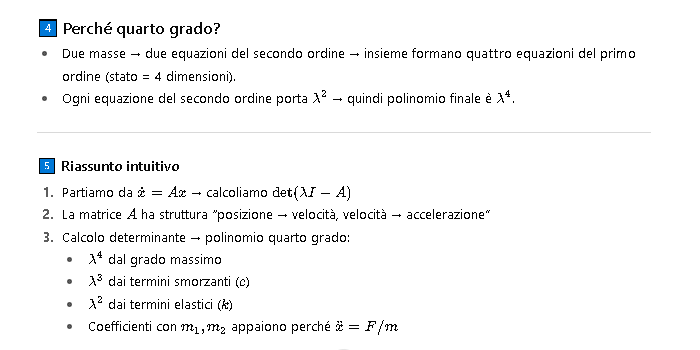 4 Perché quarto grado?
• Due masse → due equazioni del secondo ordine → insieme formano quattro equazioni del primo
ordine (stato = 4 dimensioni).
• Ogni equazione del secondo ordine porta λ² → quindi polinomio finale è λ⁴.
5 Riassunto intuitivo
1. Partiamo da ẋ = Ax → calcoliamo det(λI − A)
2. La matrice A ha struttura "posizione → velocità, velocità → accelerazione"
3. Calcolo determinante → polinomio quarto grado:
• λ⁴ dal grado massimo
• λ³ dai termini smorzanti (c)
• λ² dai termini elastici (k)
• Coefficienti con m₁, m₂ appaiono perché ẍ = F/m